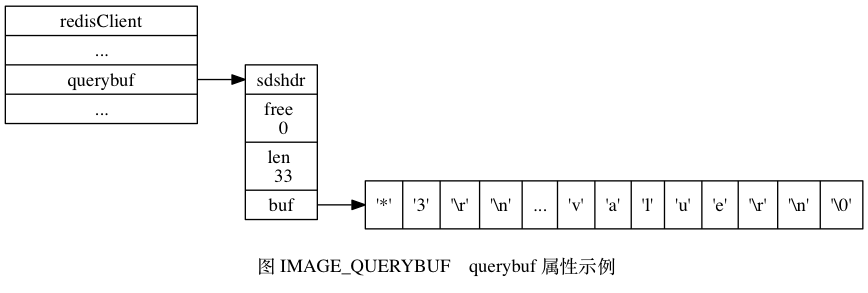 redisClient
...
querybuf
...
sdshdr
free
0
len
33
buf
'*' '3' '\r' '\n' ... 'v' 'a' 'l' 'u' 'e' '\r' '\n' '\0'
图 IMAGE_QUERYBUF querybuf 属性示例